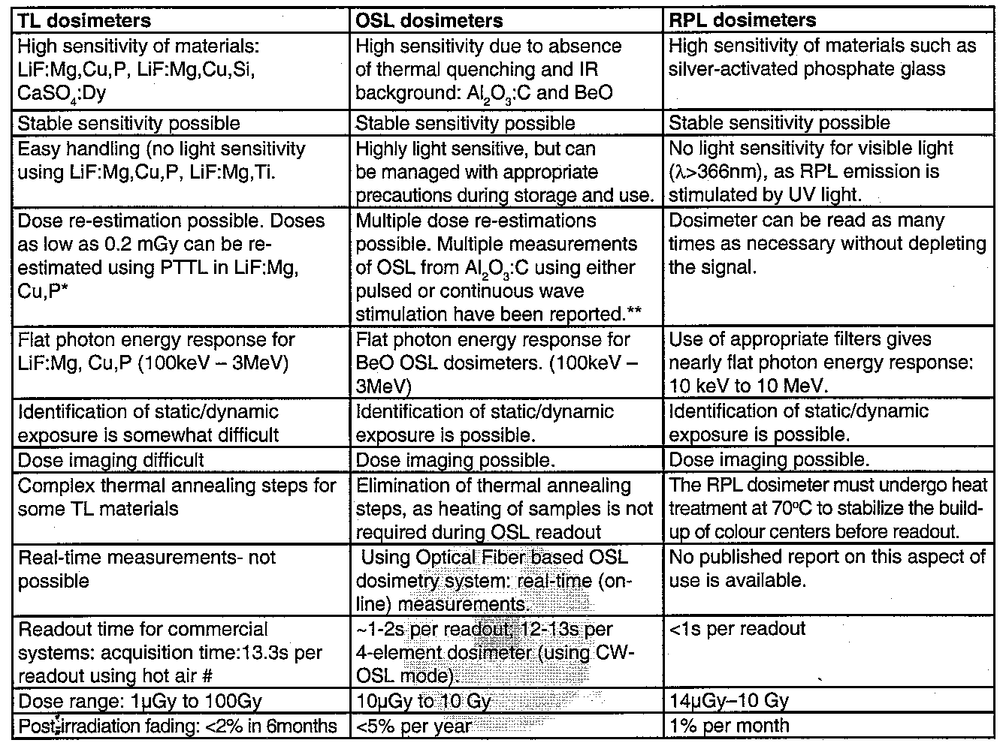 TL dosimeters
OSL dosimeters
RPL dosimeters
High sensitivity of materials:
LiF:Mg,Cu,P, LiF:Mg,Cu,Si,
CaSO₄:Dy
High sensitivity due to absence
of thermal quenching and IR
background: Al₂O₃:C and BeO
High sensitivity of materials such as
silver-activated phosphate glass
Stable sensitivity possible
Stable sensitivity possible
Stable sensitivity possible
Easy handling (no light sensitivity
using LiF:Mg,Cu,P, LiF:Mg,Ti.
Highly light sensitive, but can
be managed with appropriate
precautions during storage and use.
No light sensitivity for visible light
(λ>366nm), as RPL emission is
stimulated by UV light.
Dose re-estimation possible. Doses
as low as 0.2 mGy can be re-
estimated using PTTL in LiF:Mg,
Cu,P*
Multiple dose re-estimations
possible. Multiple measurements
of OSL from Al₂O₃:C using either
pulsed or continuous wave
stimulation have been reported.**
Dosimeter can be read as many
times as necessary without depleting
the signal.
Flat photon energy response for
LiF:Mg, Cu,P (100keV – 3MeV)
Flat photon energy response for
BeO OSL dosimeters. (100keV –
3MeV)
Use of appropriate filters gives
nearly flat photon energy response:
10 keV to 10 MeV.
Identification of static/dynamic
exposure is somewhat difficult
Identification of static/dynamic
exposure is possible.
Identification of static/dynamic
exposure is possible.
Dose imaging difficult
Dose imaging possible.
Dose imaging possible.
Complex thermal annealing steps for
some TL materials
Elimination of thermal annealing
steps, as heating of samples is not
required during OSL readout
The RPL dosimeter must undergo heat
treatment at 70°C to stabilize the build-
up of colour centers before readout.
Real-time measurements- not
possible
Using Optical Fiber based OSL
dosimetry system: real-time (on-
line) measurements.
No published report on this aspect of
use is available.
Readout time for commercial
systems: acquisition time:13.3s per
readout using hot air #
~1-2s per readout; 12-13s per
4-element dosimeter (using CW-
OSL mode).
<1s per readout
Dose range: 1µGy to 100Gy
10µGy to 10 Gy
14µGy–10 Gy
Post-irradiation fading: <2% in 6months
<5% per year
1% per month